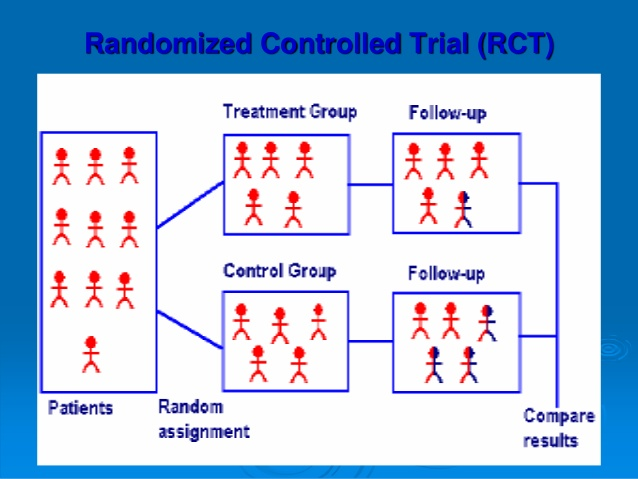 Randomized Controlled Trial (RCT)
Treatment Group
Follow-up
Control Group
Follow-up
Patients
Random
assignment
Compare
results